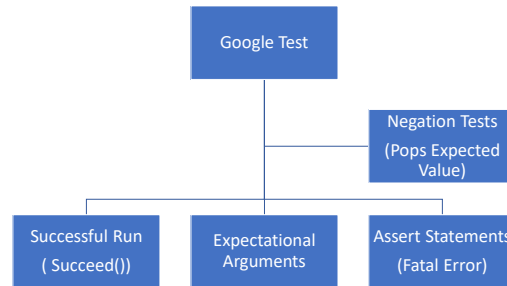 Google Test
Negation Tests
(Pops Expected
Value)
Successful Run
( Succeed())
Expectational
Arguments
Assert Statements
(Fatal Error)